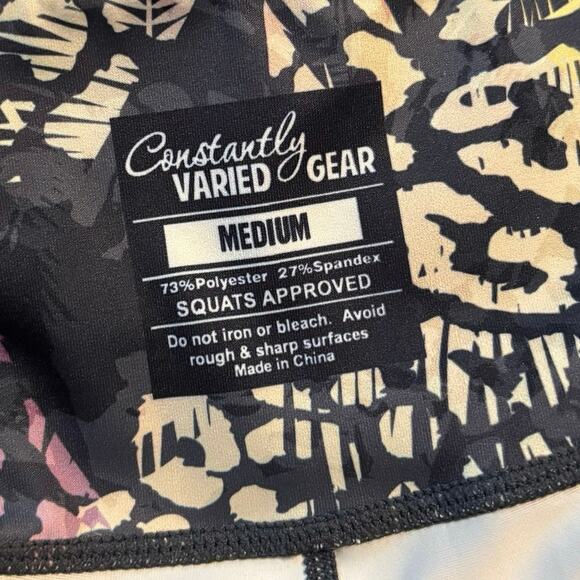 Constantly
VARIED GEAR
MEDIUM
73%Polyester 27%Spandex
SQUATS APPROVED
Do not iron or bleach. Avoid
rough & sharp surfaces
Made in China